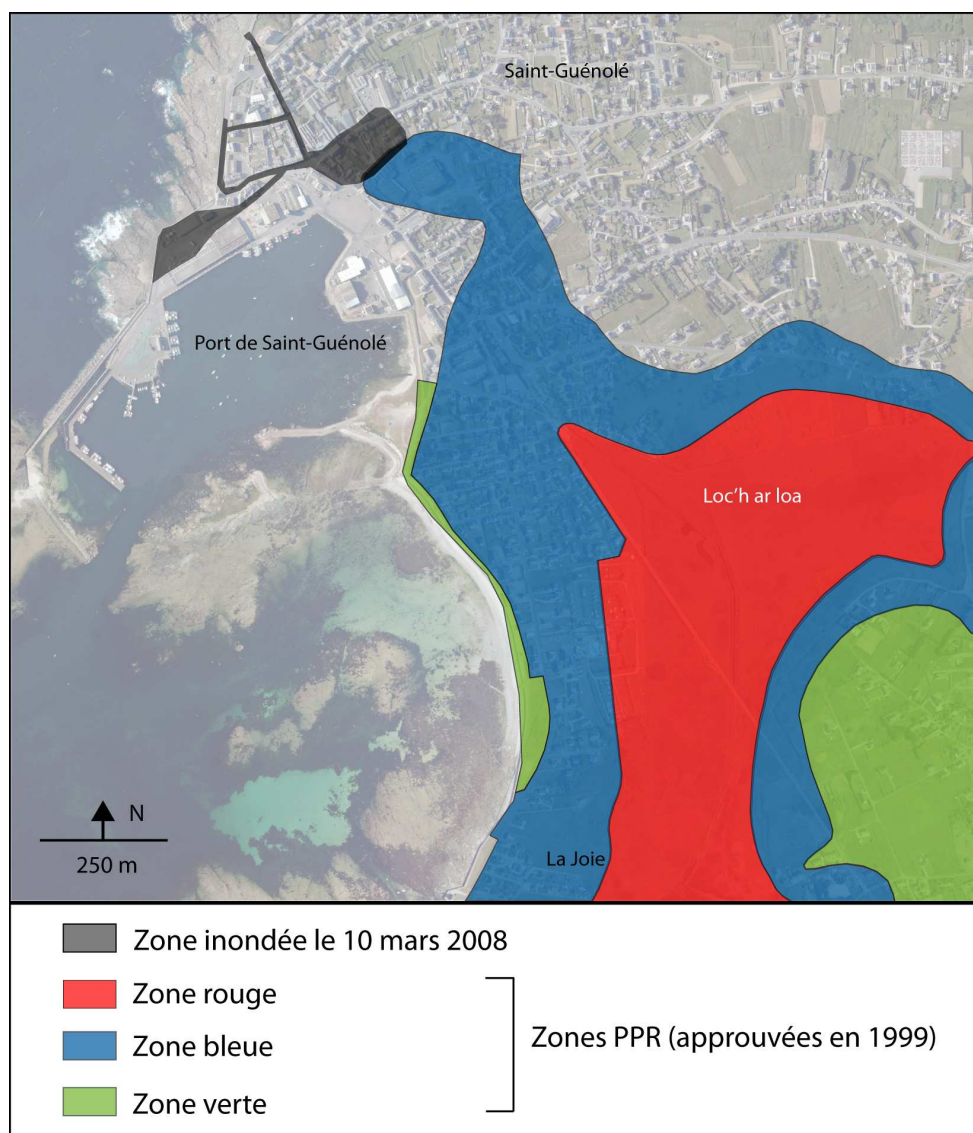 Saint-Guénolé
Port de Saint-Guénolé
Loc'h ar loa
N
250 m
La Joie
Zone inondée le 10 mars 2008
Zone rouge
Zone bleue
Zones PPR (approuvées en 1999)
Zone verte